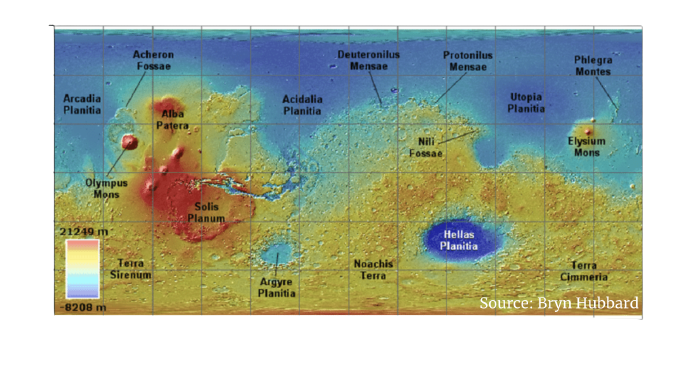 Acheron
Fossae
Deuteronilus
Mensae
Protonilus
Mensae
Phlegra
Montes
Arcadia
Planitia
Alba
Patera
Acidalia
Planitia
Utopia
Planitia
Nili
Fossae
Elysium
Mons
Olympus
Mons
Solis
Planum
21249 m
Hellas
Planitia
Terra
Sirenum
Argyre
Planitia
Noachis
Terra
Terra
Cimmeria
-8208 m
Source: Bryn Hubbard